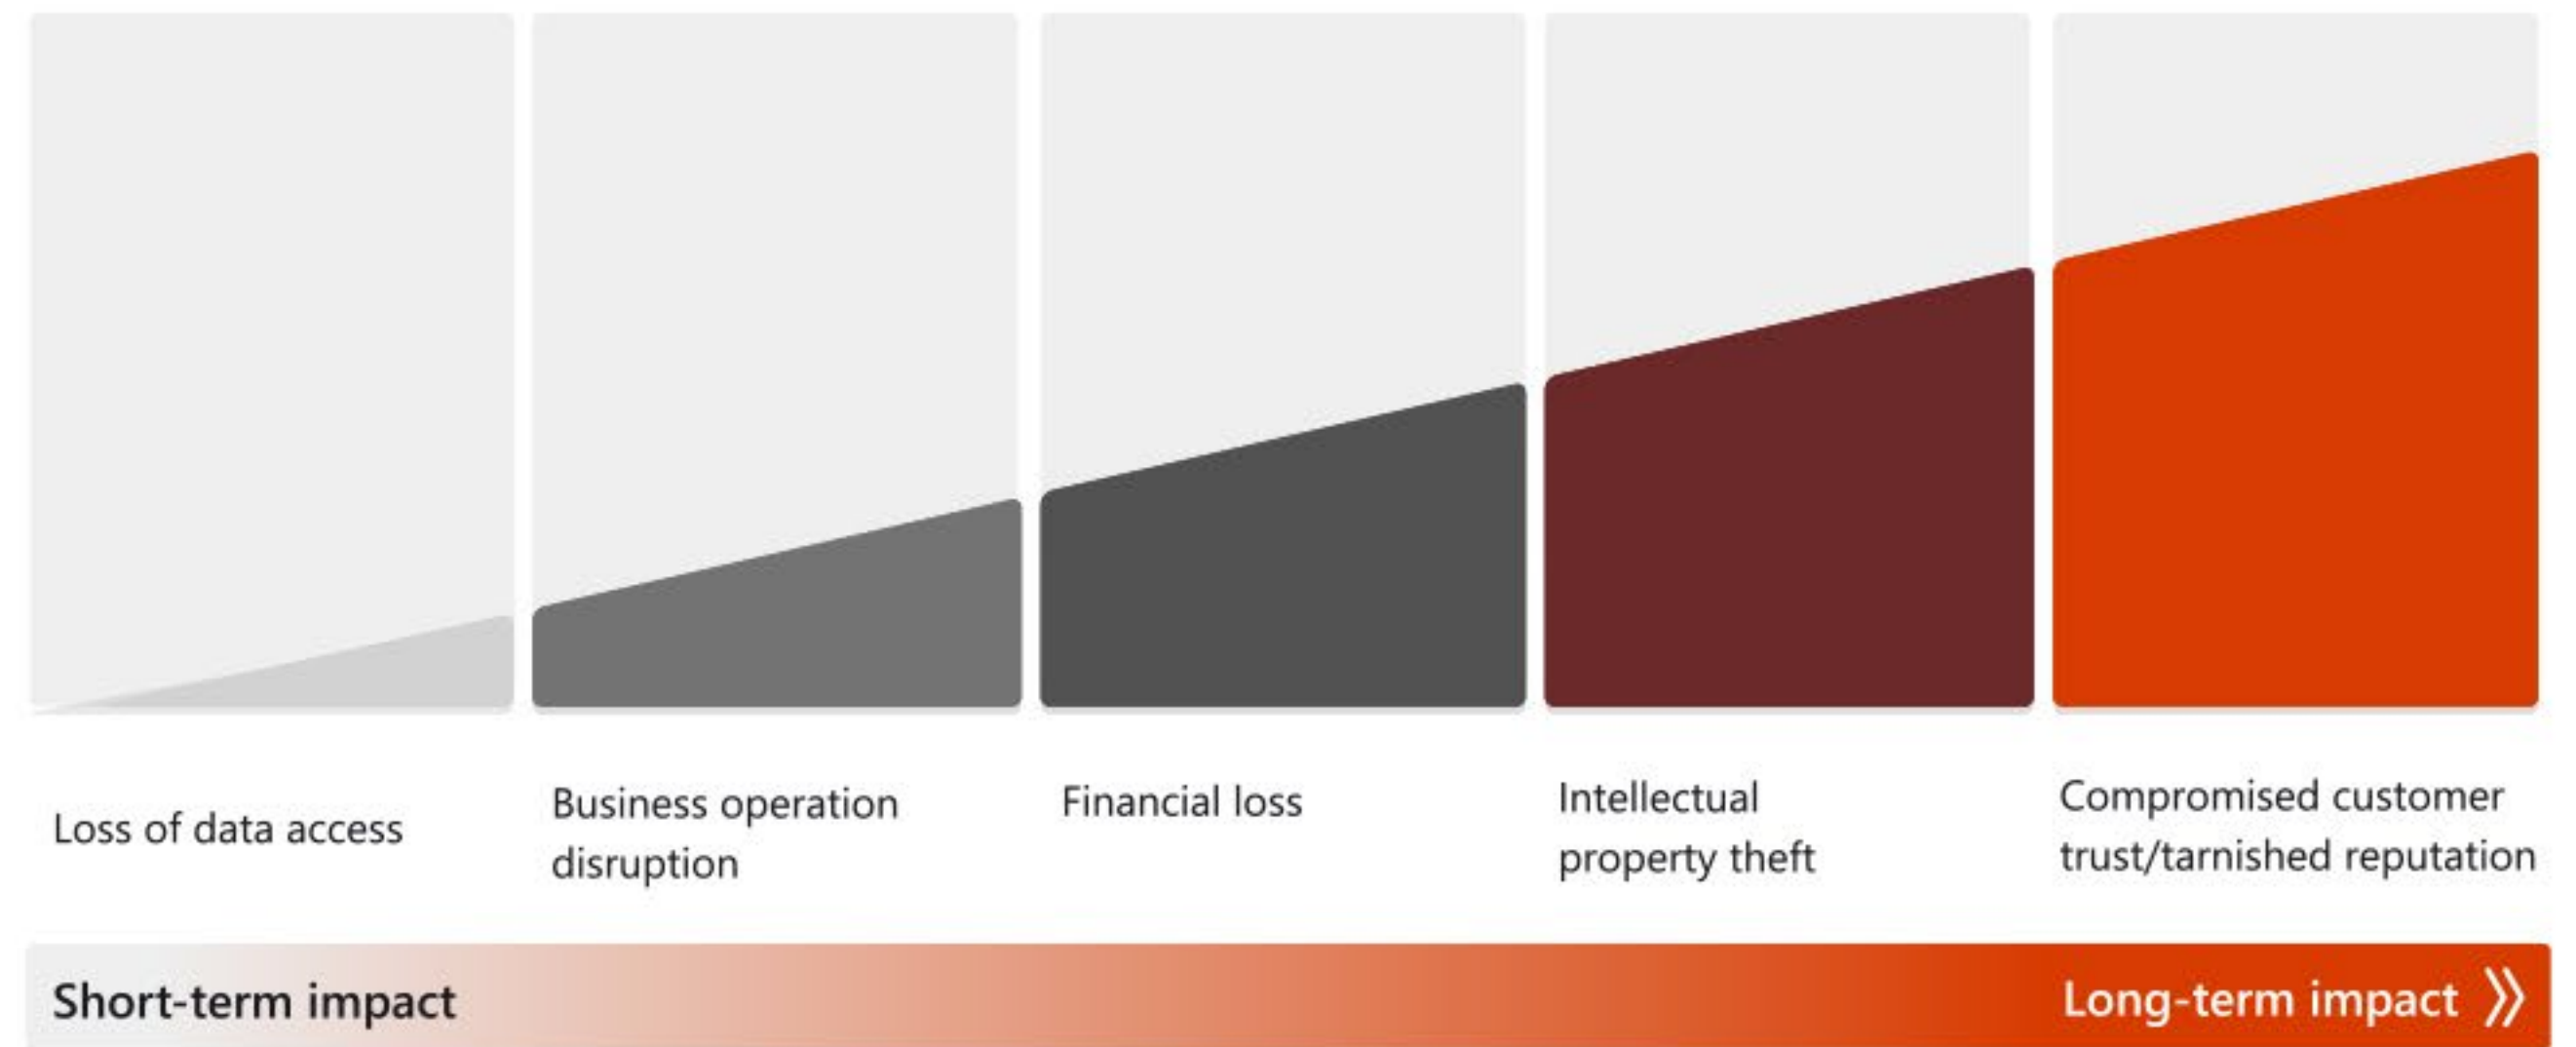 Loss of data access
Business operation
disruption
Financial loss
Intellectual
property theft
Compromised customer
trust/tarnished reputation
Short-term impact
Long-term impact